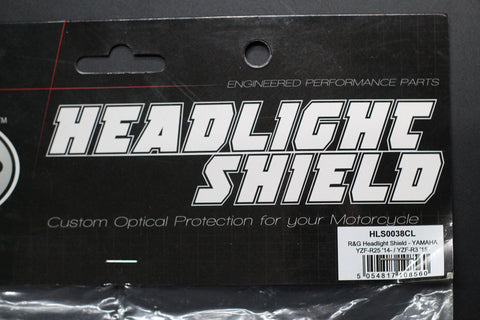 ENGINEERED PERFORMANCE PARTS
TM
HEADLIGHT
SHIELD
Custom Optical Protection for your Motorcycle
HLS0038CL
R&G Headlight Shield - YAMAHA
YZF-R25 '14- / YZF-R3 '15-
5 054817 108560